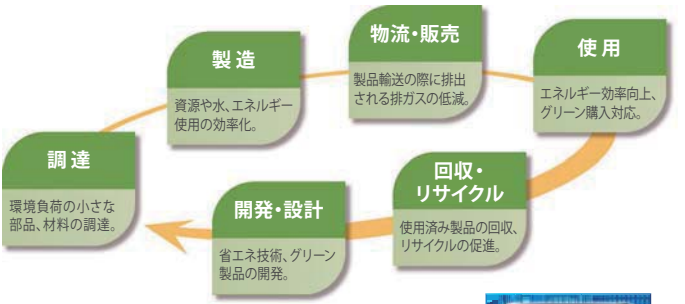 調達
環境負荷の小さな
部品、材料の調達。
製造
資源や水、エネルギー
使用の効率化。
物流・販売
製品輸送の際に排出
される排ガスの低減。
使用
エネルギー効率向上、
グリーン購入対応。
回収・
リサイクル
使用済み製品の回収、
リサイクルの促進。
開発・設計
省エネ技術、グリーン
製品の開発。